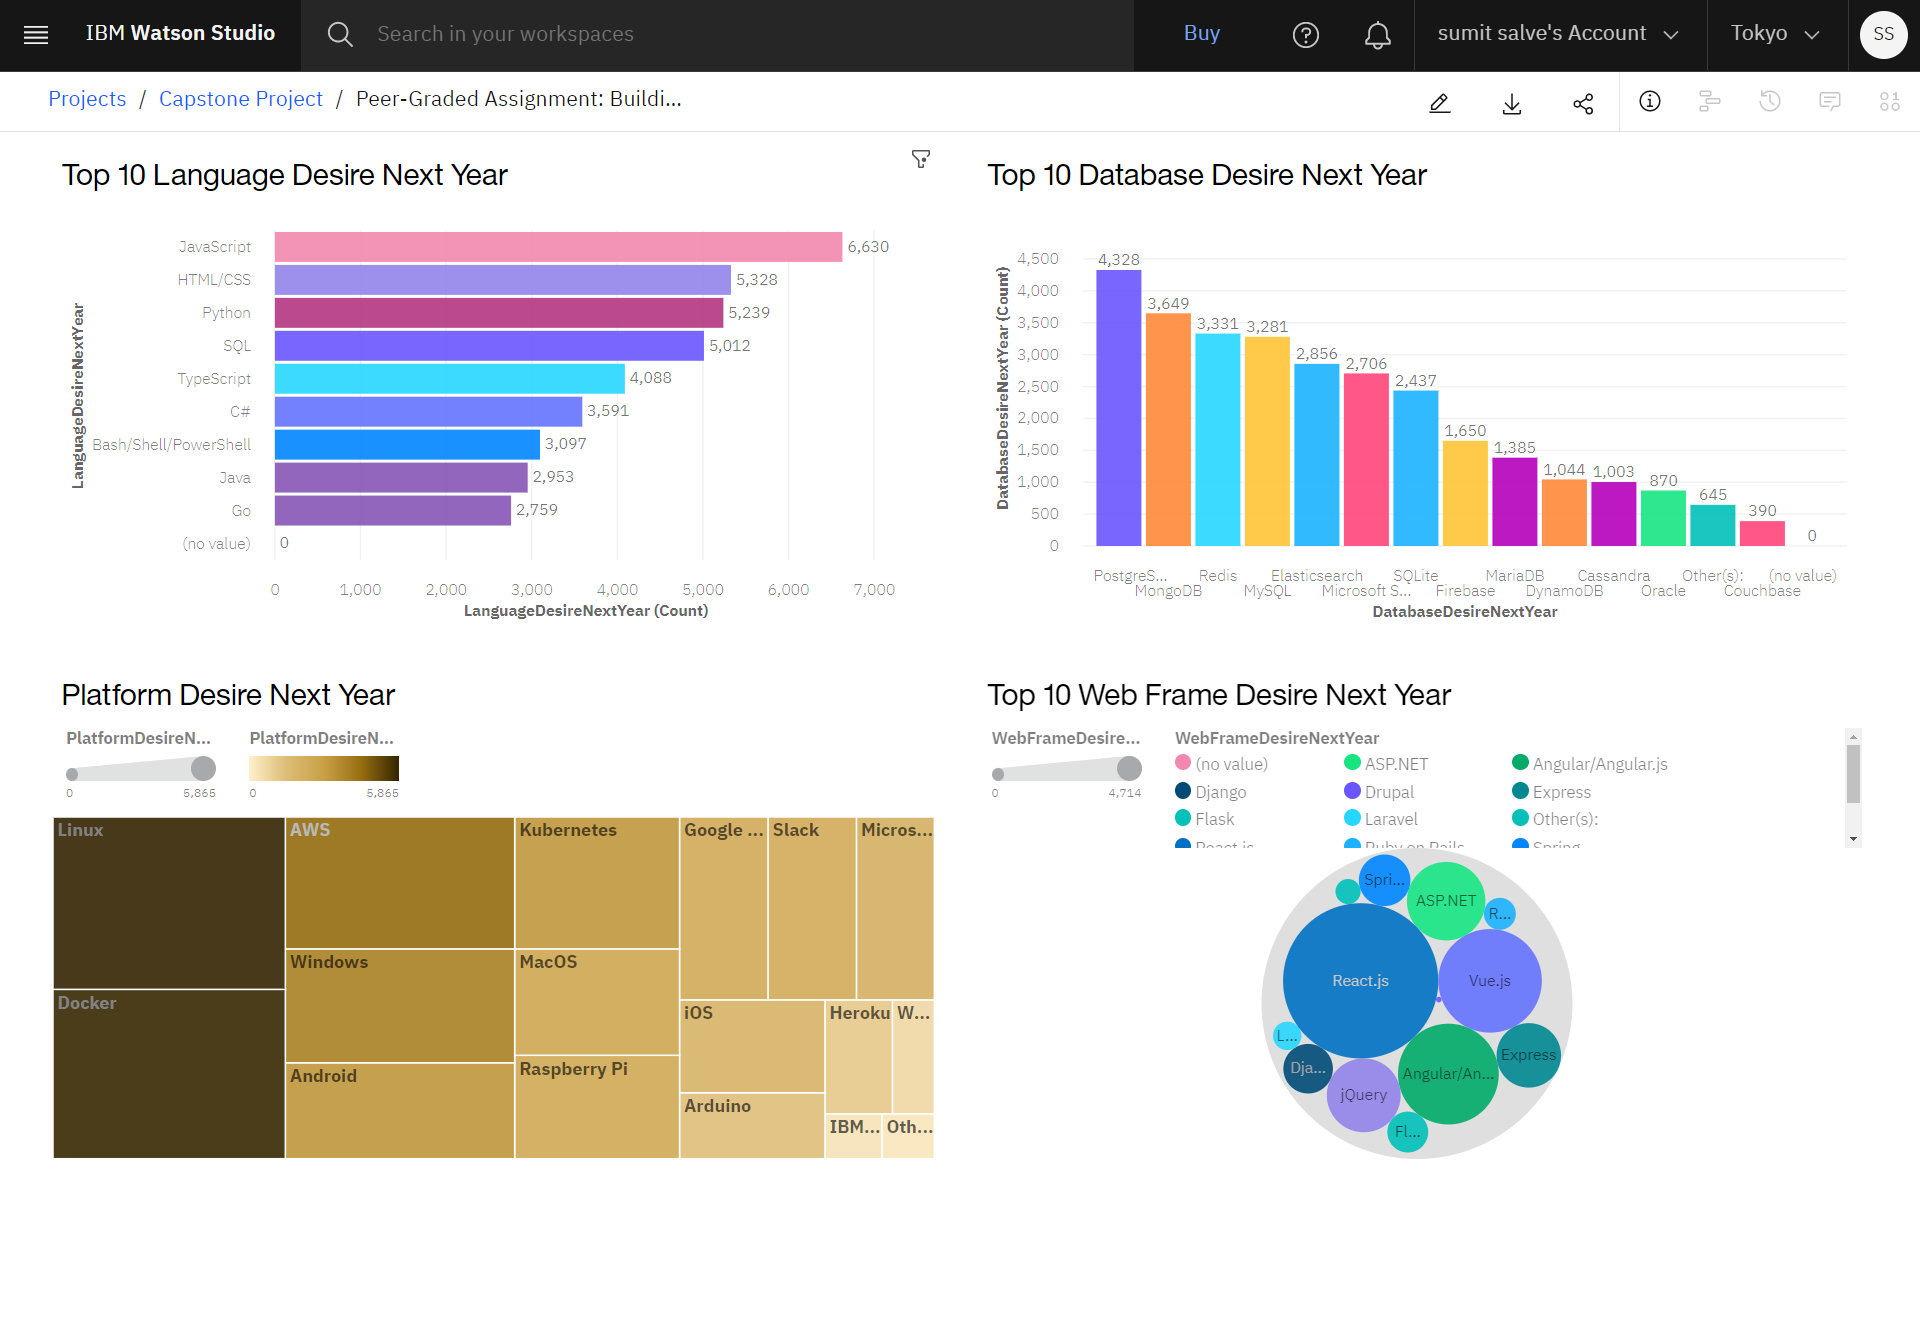 IBM Watson Studio
Search in your workspaces
Buy
sumit salve's Account
Tokyo
SS
Projects / Capstone Project / Peer-Graded Assignment: Buildi...
Top 10 Language Desire Next Year
LanguageDesireNextYear
JavaScript 6,630
HTML/CSS 5,328
Python 5,239
SQL 5,012
TypeScript 4,088
C# 3,591
Bash/Shell/PowerShell 3,097
Java 2,953
Go 2,759
(no value) 0
0 1,000 2,000 3,000 4,000 5,000 6,000 7,000
LanguageDesireNextYear (Count)
Top 10 Database Desire Next Year
DatabaseDesireNextYear (Count)
4,500
4,000
3,500
3,000
2,500
2,000
1,500
1,000
500
0
4,328
3,649
3,331
3,281
2,856
2,706
2,437
1,650
1,385
1,044
1,003
870
645
390
0
PostgreS... Redis Elasticsearch SQLite MariaDB Cassandra Other(s): (no value)
MongoDB MySQL Microsoft S... Firebase DynamoDB Oracle Couchbase
DatabaseDesireNextYear
Platform Desire Next Year
PlatformDesireN... PlatformDesireN...
0 5,865 0 5,865
Linux
Docker
AWS
Windows
Android
Kubernetes
MacOS
Raspberry Pi
Google ...
Slack
Micros...
iOS
Arduino
Heroku
W...
IBM...
Oth...
Top 10 Web Frame Desire Next Year
WebFrameDesire...
0 4,714
WebFrameDesireNextYear
(no value) ASP.NET Angular/Angular.js
Django Drupal Express
Flask Laravel Other(s):
React.js Ruby on Rails Spring
Spri...
ASP.NET
R...
React.js
Vue.js
L...
Dja...
Express
Angular/An...
jQuery
Fl...